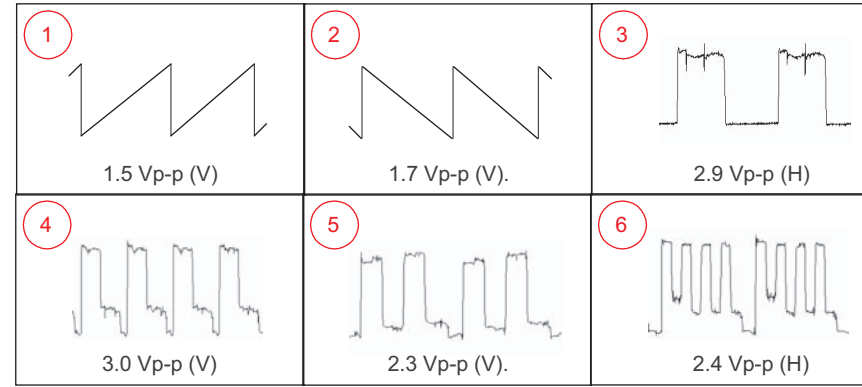 1
2
3
1.5 Vp-p (V)
1.7 Vp-p (V).
2.9 Vp-p (H)
4
5
6
3.0 Vp-p (V)
2.3 Vp-p (V).
2.4 Vp-p (H)